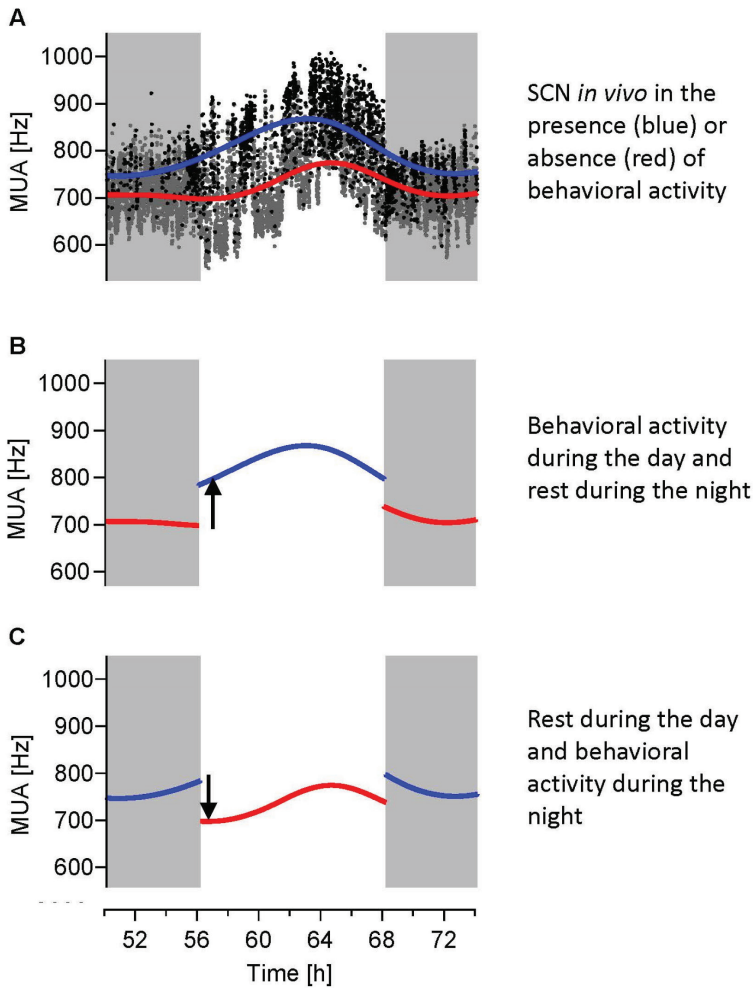 A
MUA [Hz]
1000
900
800
700
600
SCN in vivo in the
presence (blue) or
absence (red) of
behavioral activity
B
MUA [Hz]
1000
900
800
700
600
Behavioral activity
during the day and
rest during the night
C
MUA [Hz]
1000
900
800
700
600
Rest during the day
and behavioral
activity during the
night
52 56 60 64 68 72
Time [h]